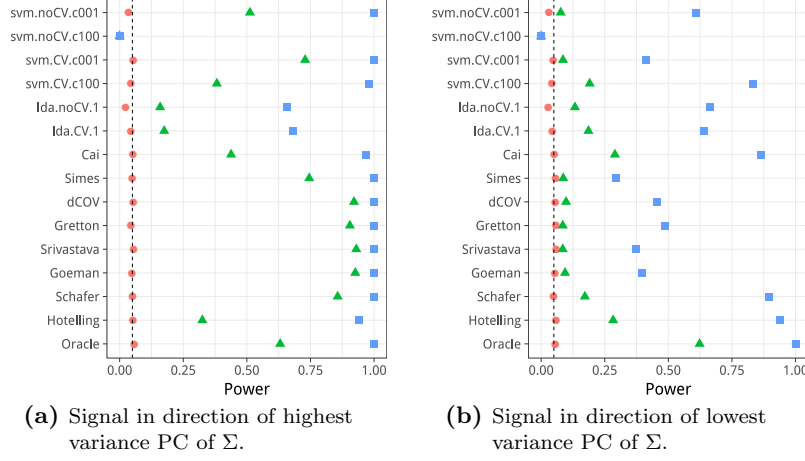 svm.noCV.c001
svm.noCV.c100
svm.CV.c001
svm.CV.c100
lda.noCV.1
lda.CV.1
Cai
Simes
dCOV
Gretton
Srivastava
Goeman
Schafer
Hotelling
Oracle
0.00 0.25 0.50 0.75 1.00
Power
(a) Signal in direction of highest
variance PC of Σ.
svm.noCV.c001
svm.noCV.c100
svm.CV.c001
svm.CV.c100
lda.noCV.1
lda.CV.1
Cai
Simes
dCOV
Gretton
Srivastava
Goeman
Schafer
Hotelling
Oracle
0.00 0.25 0.50 0.75 1.00
Power
(b) Signal in direction of lowest
variance PC of Σ.